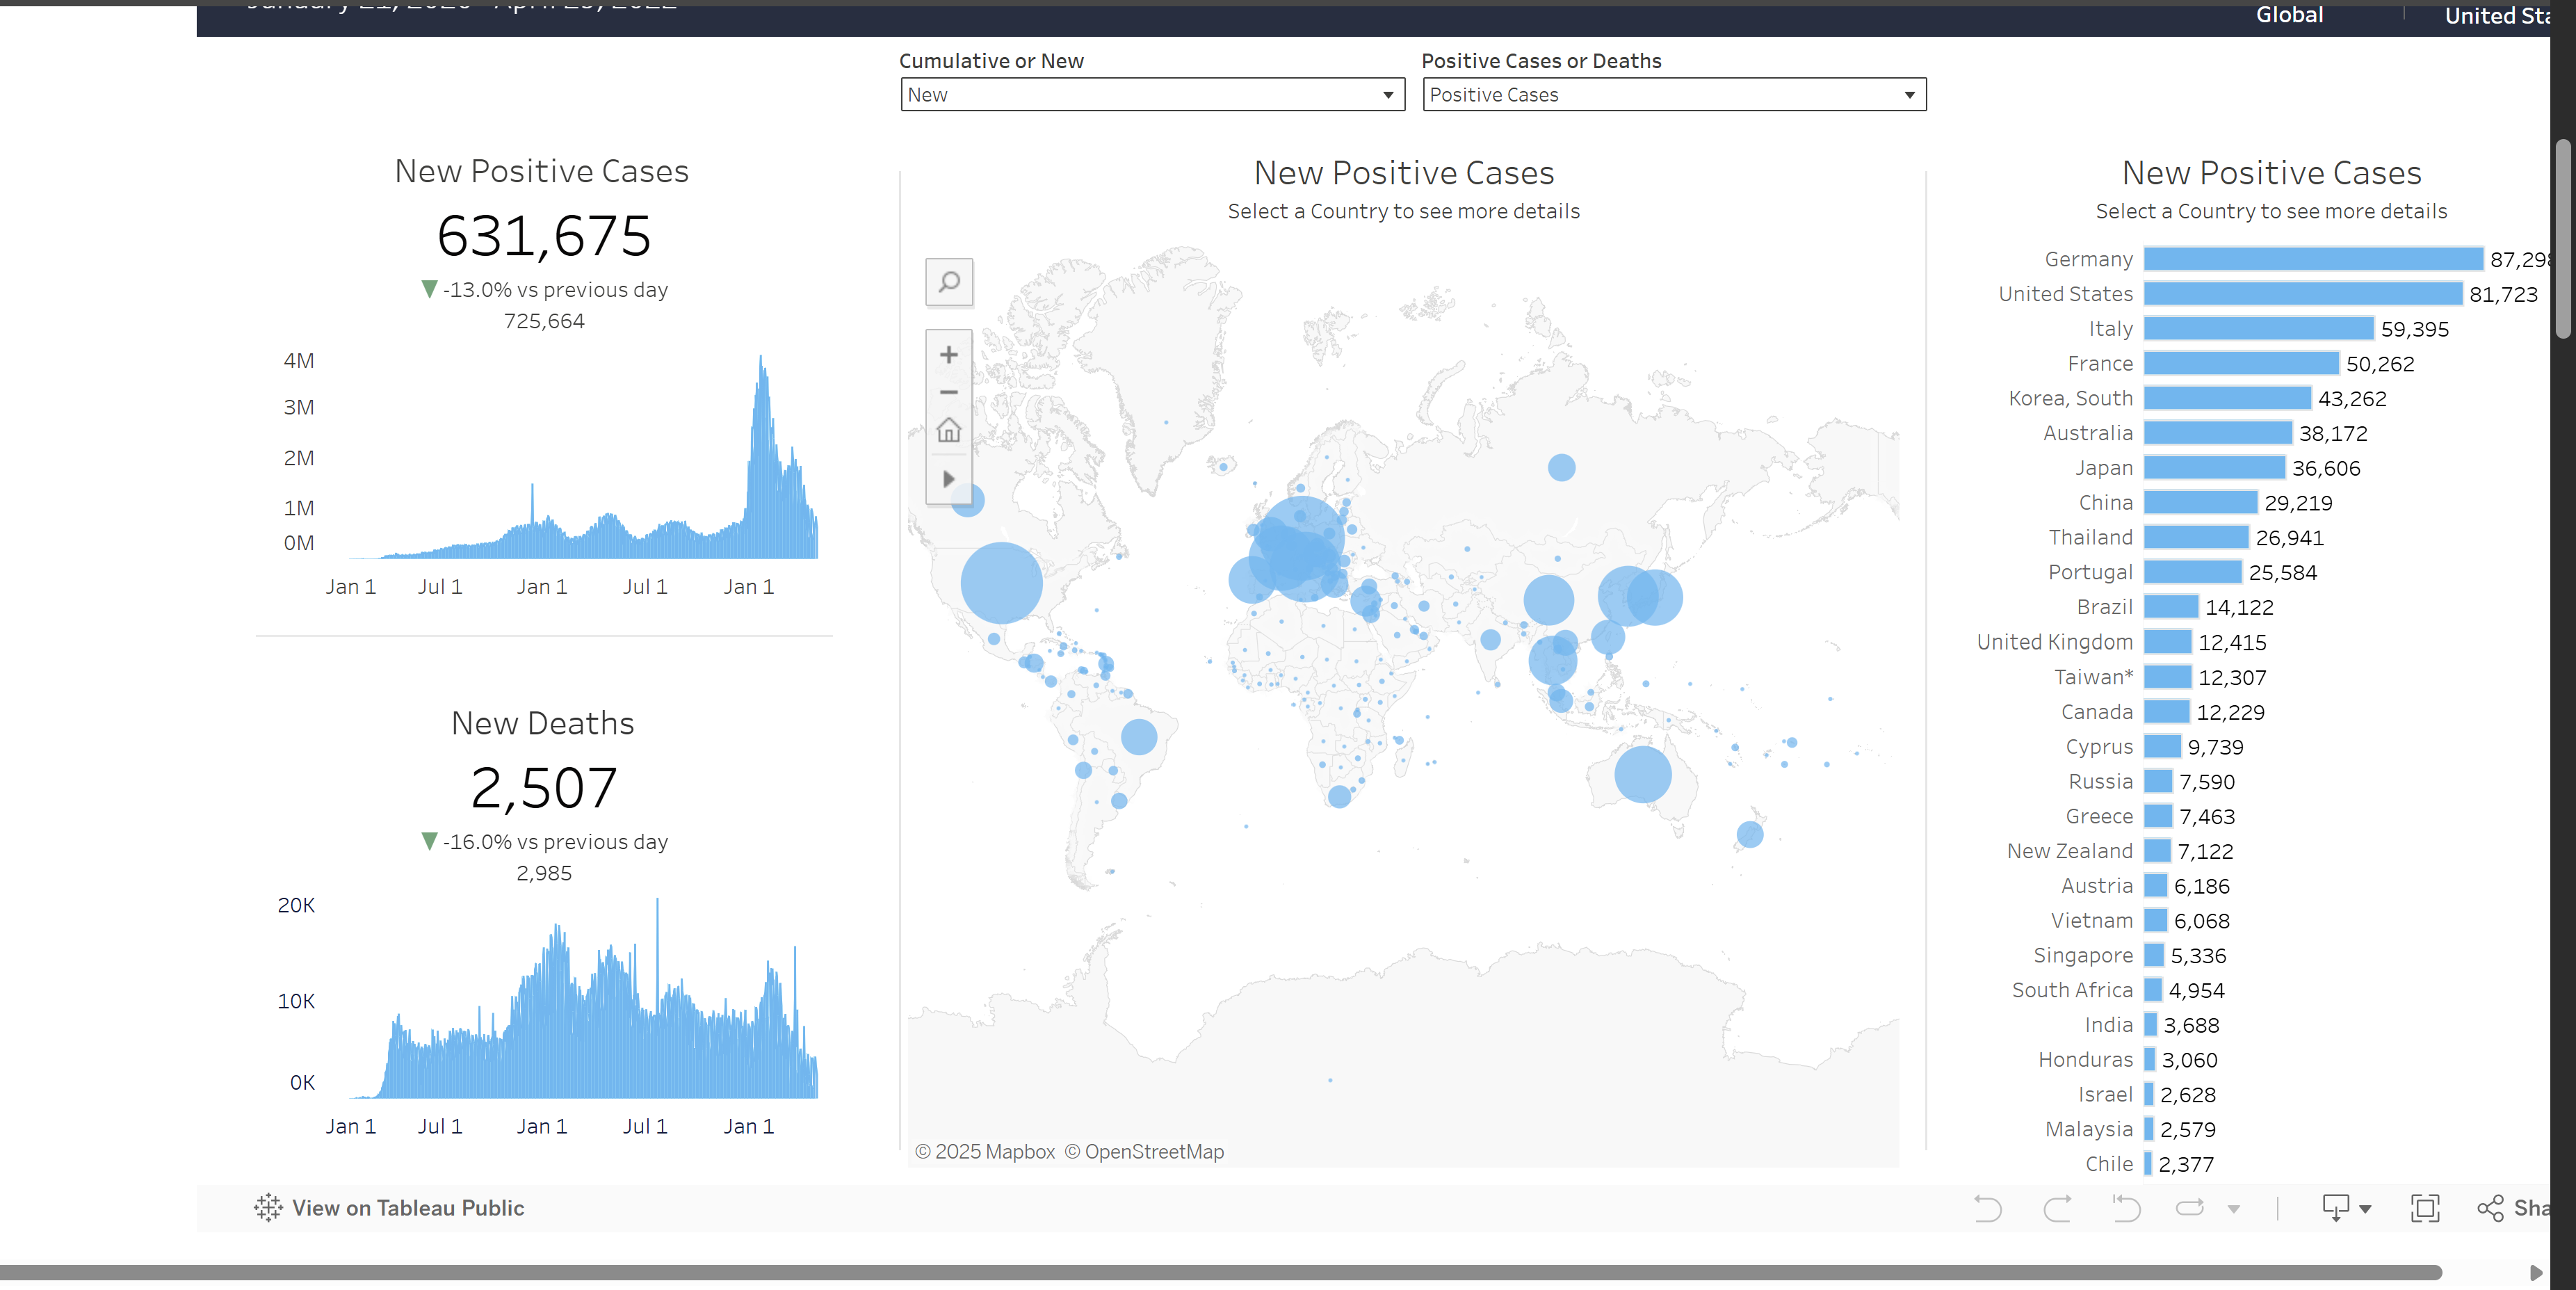 Global
United Sta
Cumulative or New
Positive Cases or Deaths
New
Positive Cases
New Positive Cases
631,675
-13.0% vs previous day
725,664
4M
3M
2M
1M
0M
Jan 1
Jul 1
Jan 1
Jul 1
Jan 1
New Deaths
2,507
-16.0% vs previous day
2,985
20K
10K
0K
Jan 1
Jul 1
Jan 1
Jul 1
Jan 1
New Positive Cases
Select a Country to see more details
© 2025 Mapbox © OpenStreetMap
New Positive Cases
Select a Country to see more details
Germany 87,298
United States 81,723
Italy 59,395
France 50,262
Korea, South 43,262
Australia 38,172
Japan 36,606
China 29,219
Thailand 26,941
Portugal 25,584
Brazil 14,122
United Kingdom 12,415
Taiwan* 12,307
Canada 12,229
Cyprus 9,739
Russia 7,590
Greece 7,463
New Zealand 7,122
Austria 6,186
Vietnam 6,068
Singapore 5,336
South Africa 4,954
India 3,688
Honduras 3,060
Israel 2,628
Malaysia 2,579
Chile 2,377
View on Tableau Public
Sha